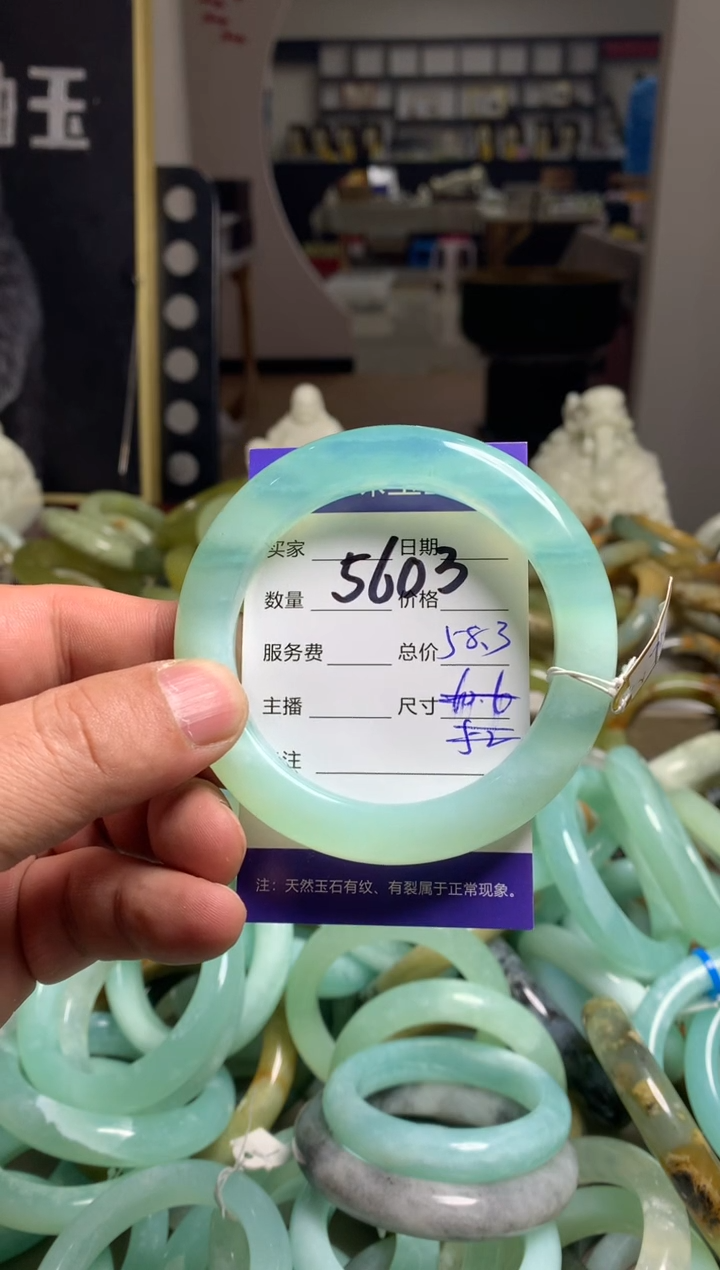 玉
买家 日期
5603
数量 价格
服务费 总价 58.3
主播 尺寸
52
注
注：天然玉石有纹、有裂属于正常现象。